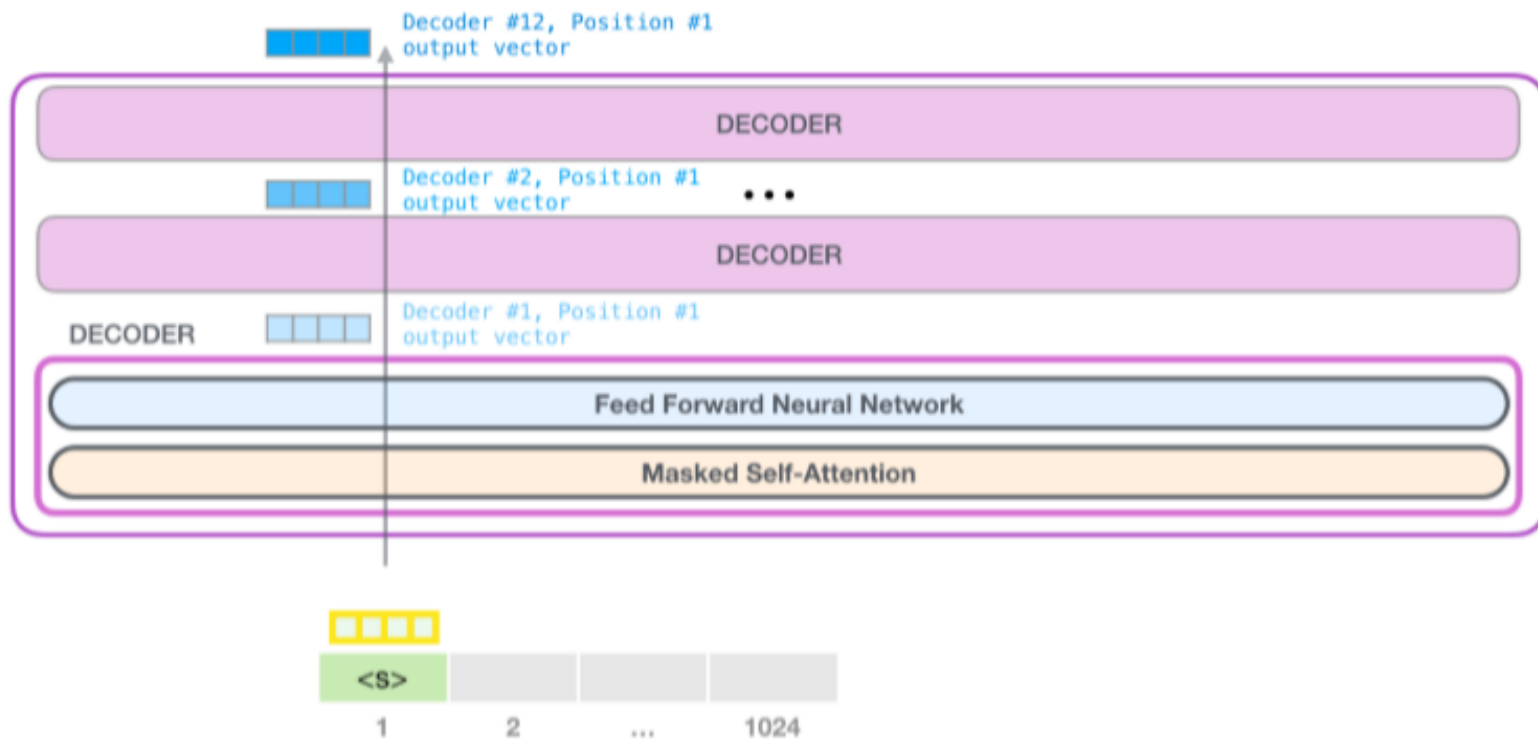 Decoder #12, Position #1
output vector
DECODER
Decoder #2, Position #1
output vector
...
DECODER
Decoder #1, Position #1
output vector
DECODER
Feed Forward Neural Network
Masked Self-Attention
<S>
1 2 ... 1024